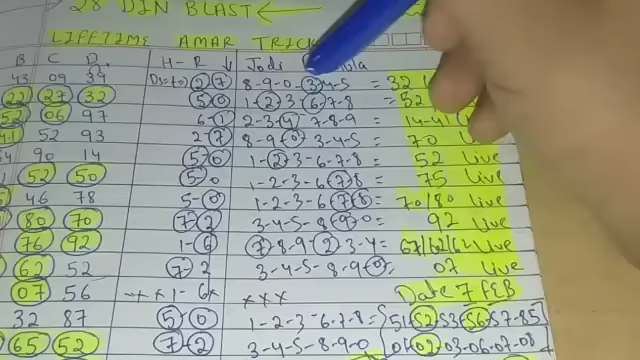 28 DIN BLAST
LIFETIME AMAR TRICK
B C D H-R Jodi
43 09 34 27 8-9-0-3-4-5 = 32
22 27 32 50 1-2-3-6-7-8 = 52
52 06 97 6-1 2-3-4-7-8-9 = 14-41
41 52 93 2-7 8-9-0 3-4-5 = 70 Live
90 14 5-0 1-2-3-6-7-8 = 52 Live
52 50 5-0 1-2-3-6-7-8 = 75 Live
46 78 5-0 1-2-3-6-7-8 = 70/80 Live
80 70 7-2 3-4-5-8-9-0 = 92 Live
76 92 1-6 7-8-9-2-3-4 = 67/62/62 Live
62 52 7-2 3-4-5-8-9-0 = 07 Live
07 56 1-6 xxx Date 7 FEB
32 87 5-0 1-2-3-6-7-8 = 51 52 53 56-57-85
65 52 7-2 3-4-5-8-9-0 02-03-06-07-08